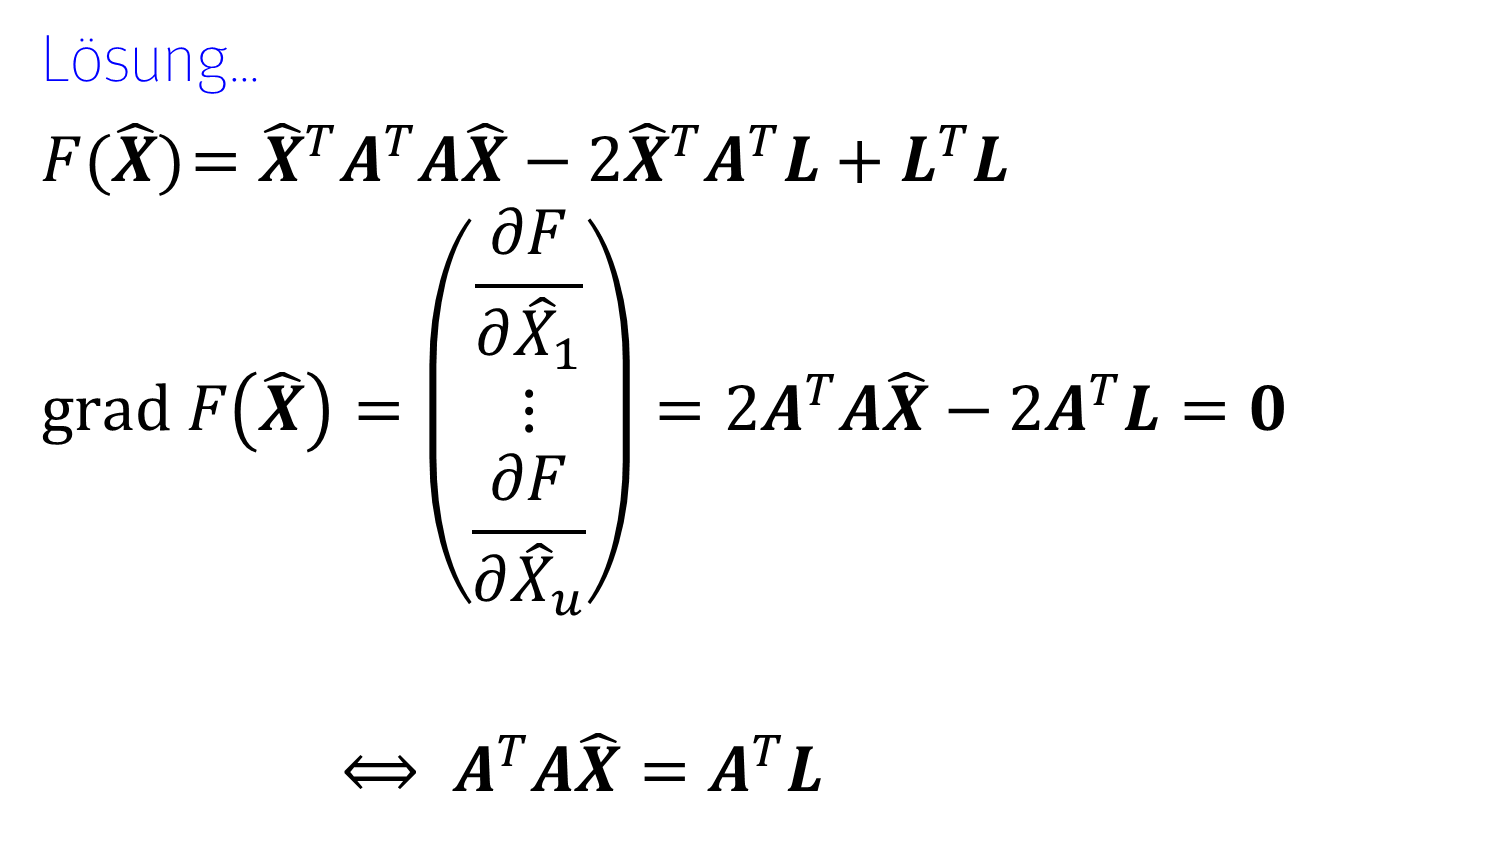 Lösung...
F(X̂) = X̂ᵀAᵀAX̂ − 2X̂ᵀAᵀL + LᵀL
grad F(X̂) = (∂F/∂X̂₁ ⋮ ∂F/∂X̂ᵤ) = 2AᵀAX̂ − 2AᵀL = 0
⟺ AᵀAX̂ = AᵀL